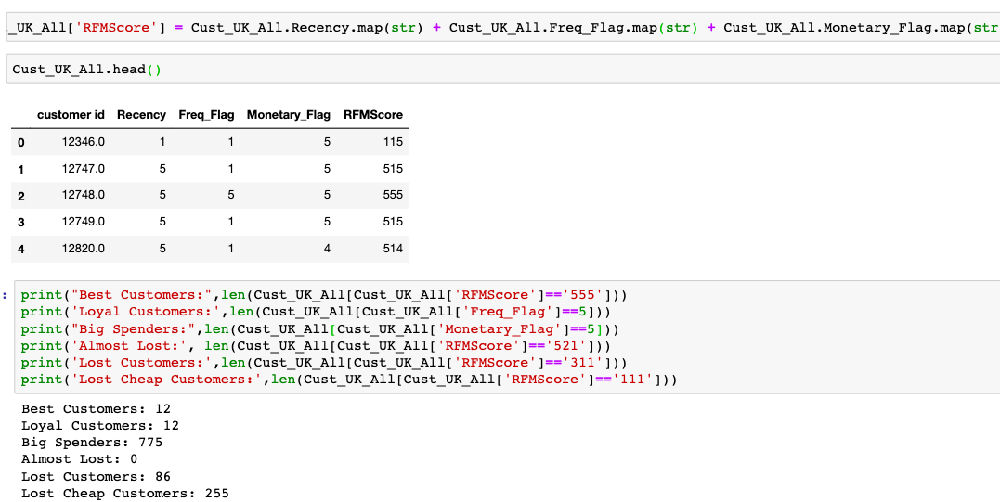 _UK_All['RFMScore'] = Cust_UK_All.Recency.map(str) + Cust_UK_All.Freq_Flag.map(str) + Cust_UK_All.Monetary_Flag.map(str
Cust_UK_All.head()
customer id Recency Freq_Flag Monetary_Flag RFMScore
0 12346.0 1 1 5 115
1 12747.0 5 1 5 515
2 12748.0 5 5 5 555
3 12749.0 5 1 5 515
4 12820.0 5 1 4 514
: print("Best Customers:",len(Cust_UK_All[Cust_UK_All['RFMScore']=='555']))
print('Loyal Customers:',len(Cust_UK_All[Cust_UK_All['Freq_Flag']==5]))
print("Big Spenders:",len(Cust_UK_All[Cust_UK_All['Monetary_Flag']==5]))
print('Almost Lost:', len(Cust_UK_All[Cust_UK_All['RFMScore']=='521']))
print('Lost Customers:',len(Cust_UK_All[Cust_UK_All['RFMScore']=='311']))
print('Lost Cheap Customers:',len(Cust_UK_All[Cust_UK_All['RFMScore']=='111']))
Best Customers: 12
Loyal Customers: 12
Big Spenders: 775
Almost Lost: 0
Lost Customers: 86
Lost Cheap Customers: 255